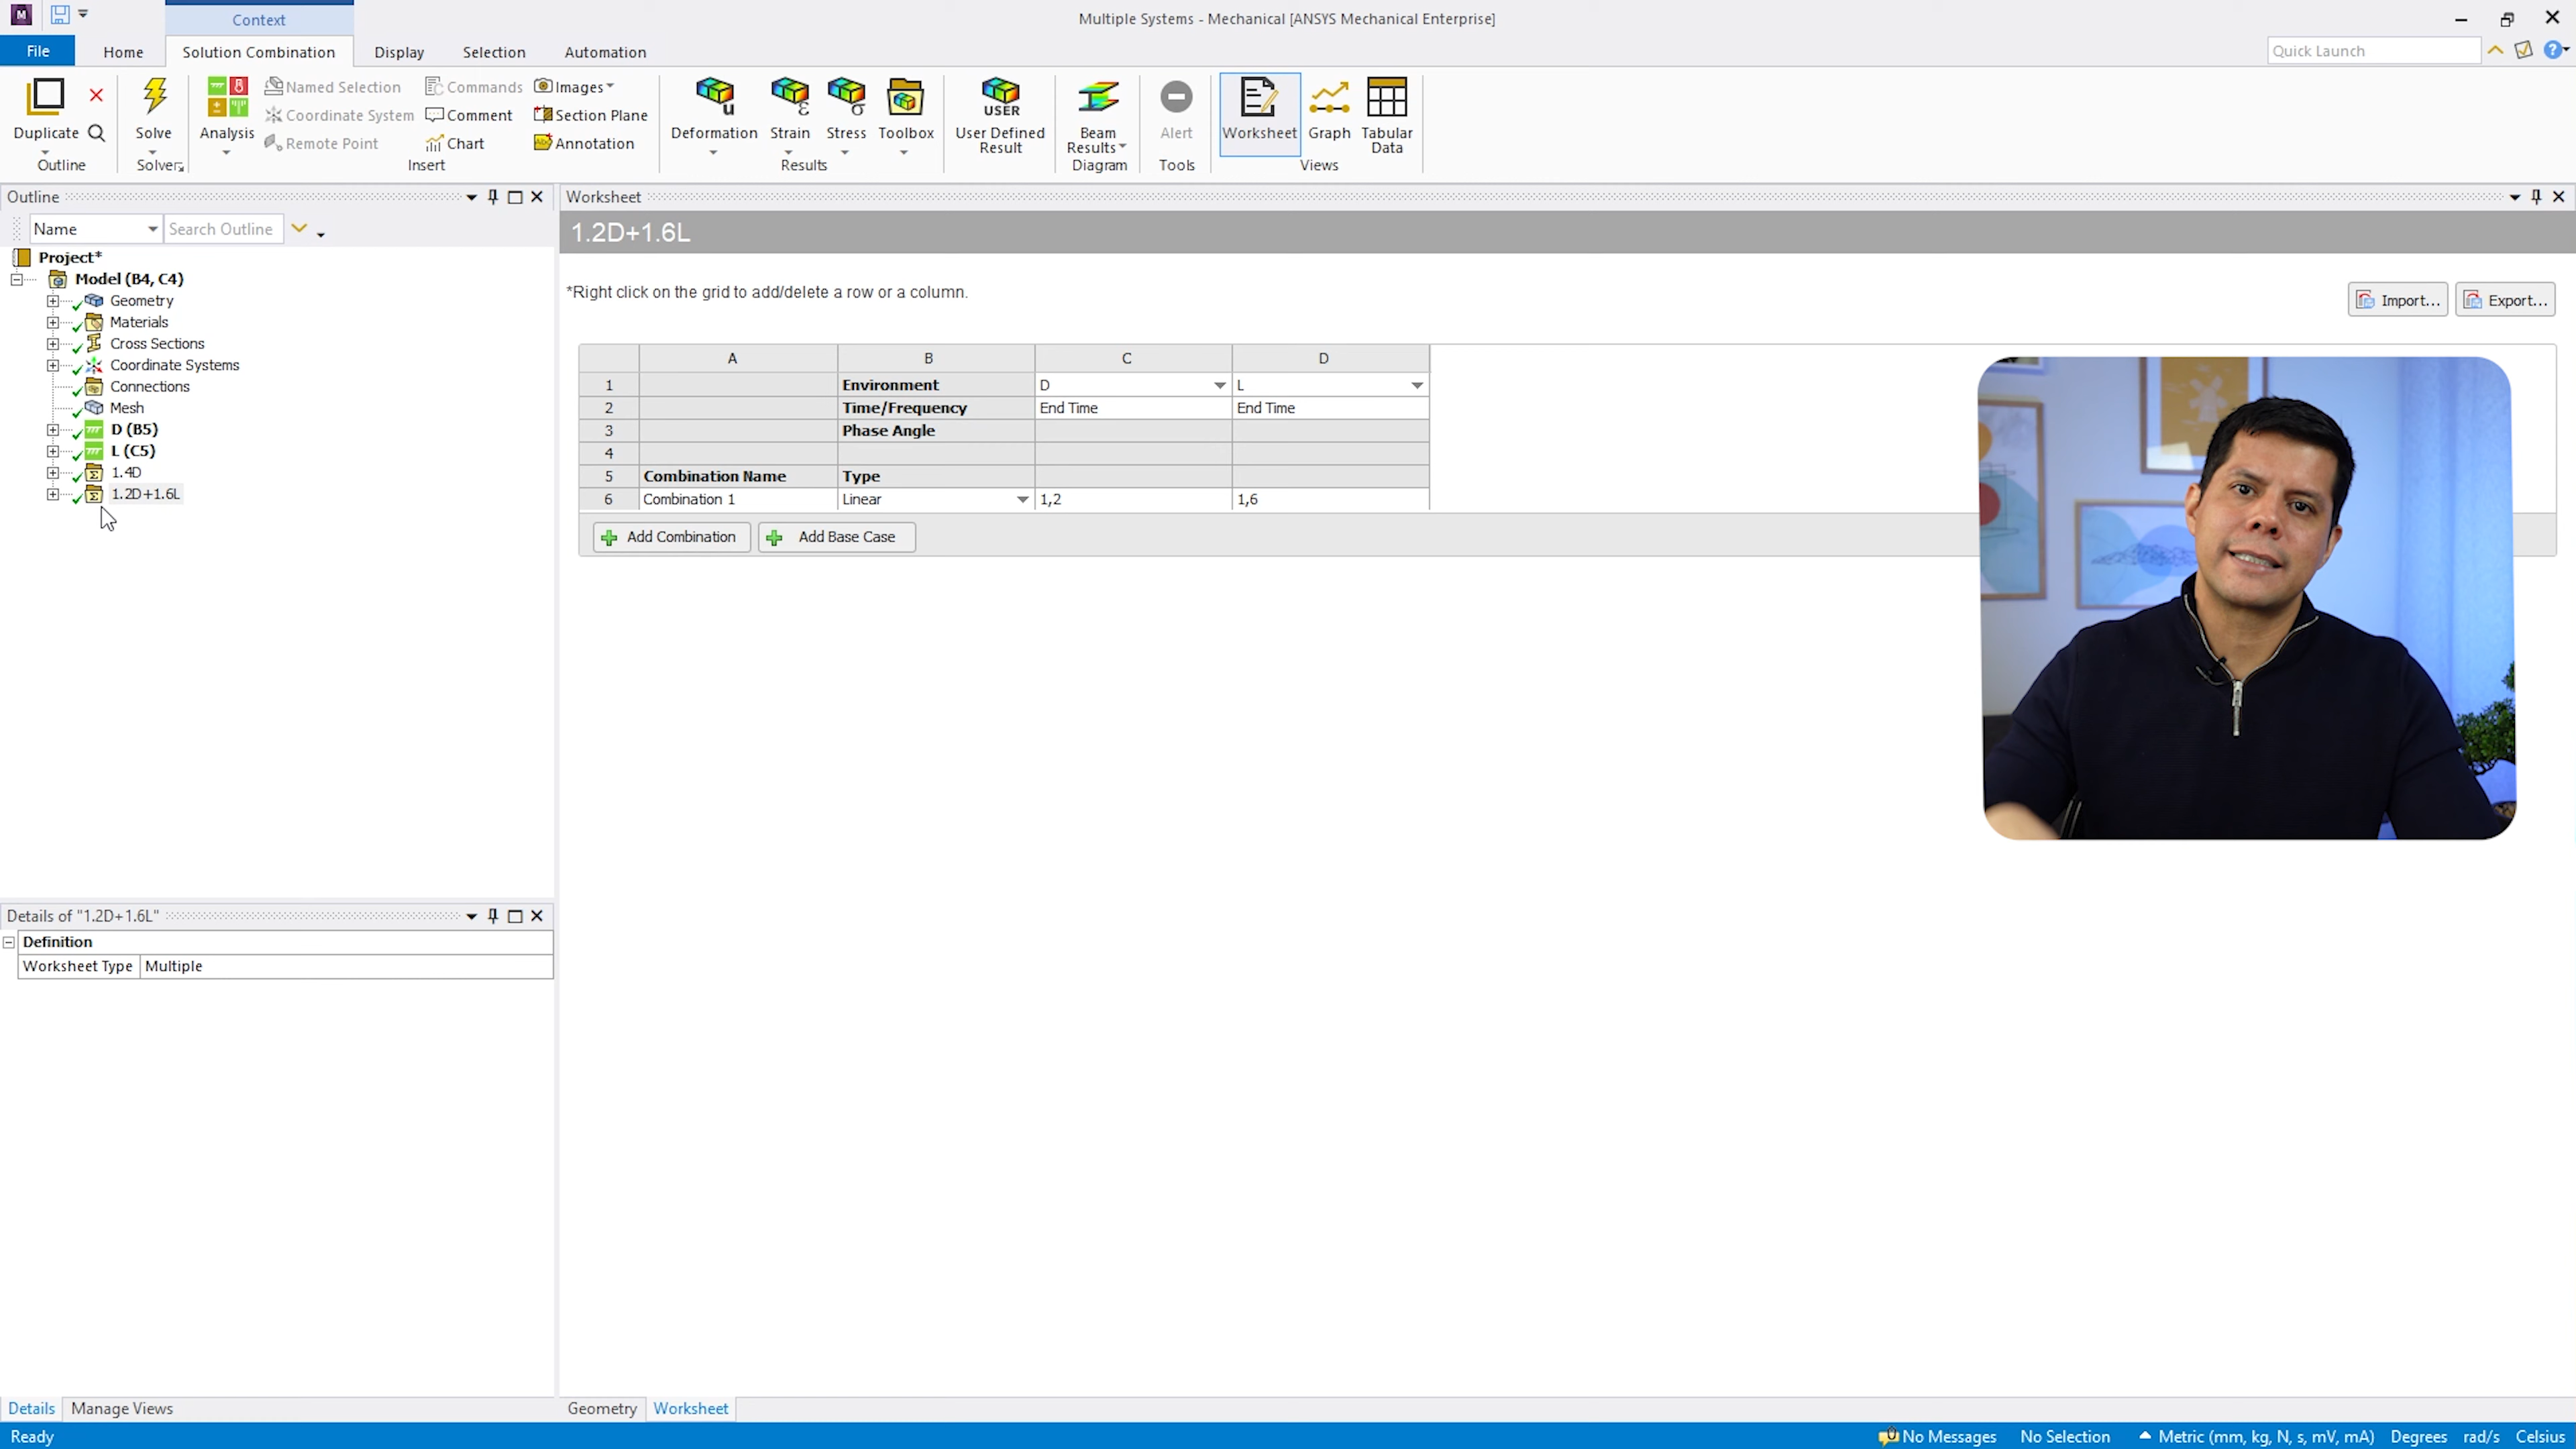 Context
Multiple Systems - Mechanical [ANSYS Mechanical Enterprise]
File Home Solution Combination Display Selection Automation
Quick Launch
Duplicate
Outline
Solve
Solver
Analysis
Named Selection
Coordinate System
Remote Point
Commands
Comment
Chart
Images
Section Plane
Annotation
Insert
Deformation Strain Stress Toolbox
Results
USER
User Defined
Result
Beam
Results
Diagram
Alert
Tools
Worksheet Graph Tabular
Data
Views
Outline
Name Search Outline
Project*
Model (B4, C4)
Geometry
Materials
Cross Sections
Coordinate Systems
Connections
Mesh
D (B5)
L (C5)
1.4D
1.2D+1.6L
Worksheet
1.2D+1.6L
*Right click on the grid to add/delete a row or a column.
Import... Export...
A B C D
1 Environment D L
2 Time/Frequency End Time End Time
3 Phase Angle
4
5 Combination Name Type
6 Combination 1 Linear 1,2 1,6
Add Combination Add Base Case
Details of "1.2D+1.6L"
Definition
Worksheet Type Multiple
Details Manage Views
Geometry Worksheet
Ready
No Messages No Selection Metric (mm, kg, N, s, mV, mA) Degrees rad/s Celsius